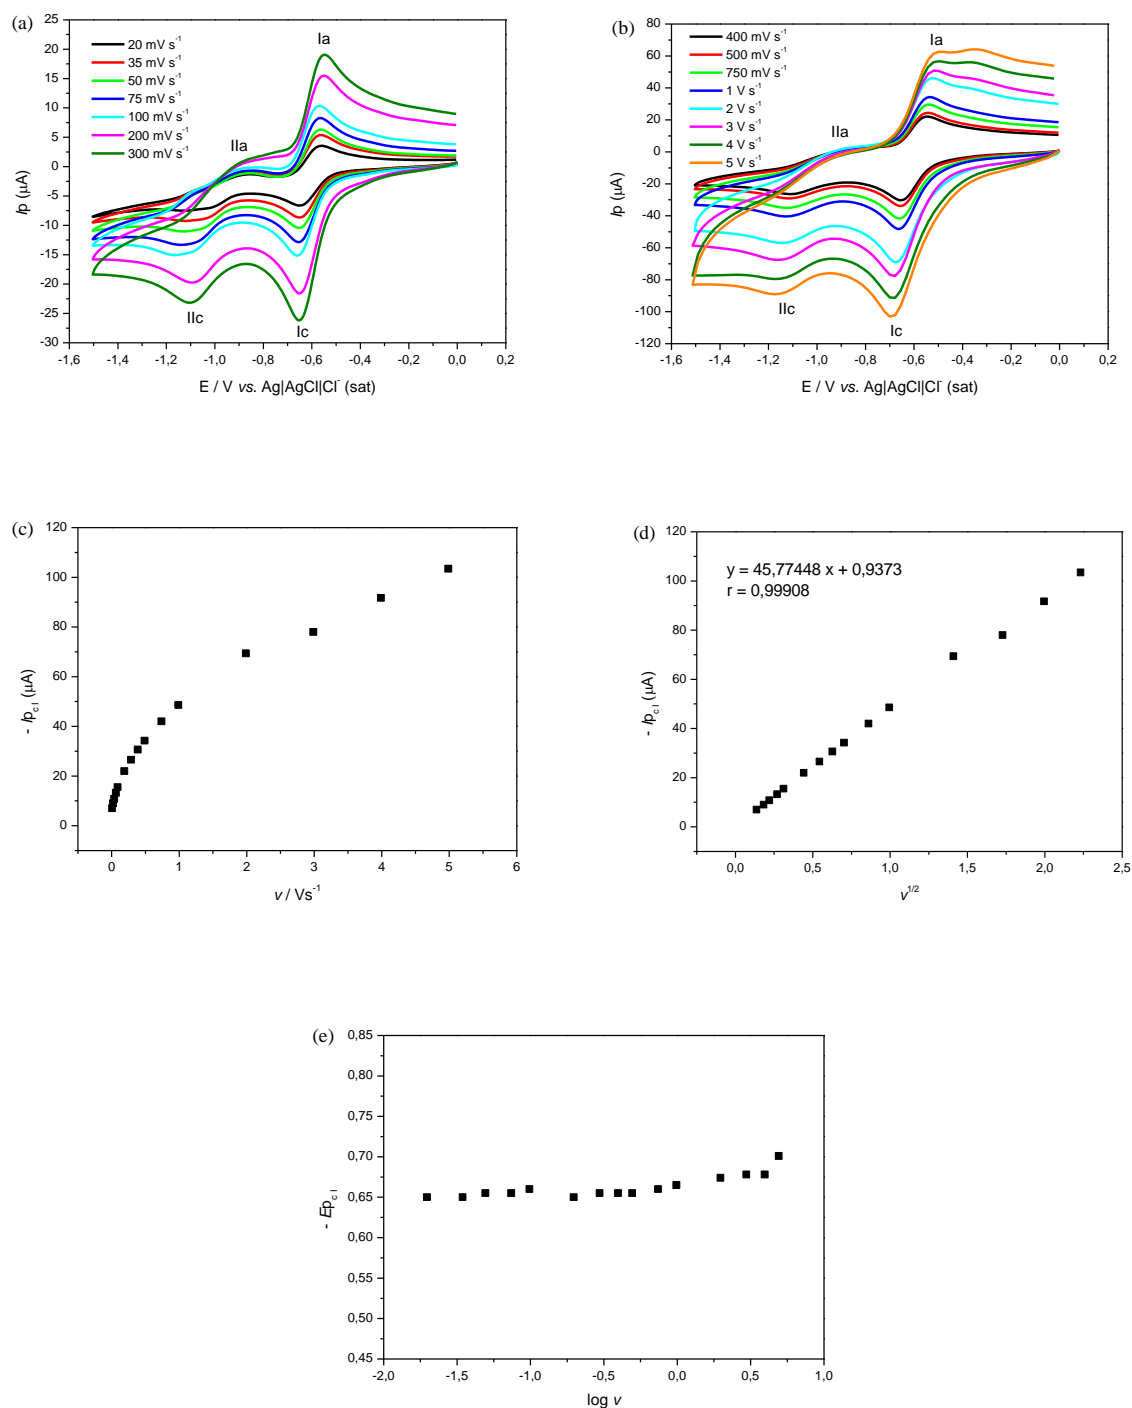 (a)
25
20
15
10
5
0
-5
-10
-15
-20
-25
-30
Ip (µA)
20 mV s-1
35 mV s-1
50 mV s-1
75 mV s-1
100 mV s-1
200 mV s-1
300 mV s-1
Ia
IIa
IIc
Ic
-1,6 -1,4 -1,2 -1,0 -0,8 -0,6 -0,4 -0,2 0,0 0,2
E / V vs. Ag|AgCl|Cl- (sat)
(b)
80
60
40
20
0
-20
-40
-60
-80
-100
-120
Ip (µA)
400 mV s-1
500 mV s-1
750 mV s-1
1 V s-1
2 V s-1
3 V s-1
4 V s-1
5 V s-1
Ia
IIa
IIc
Ic
-1,6 -1,4 -1,2 -1,0 -0,8 -0,6 -0,4 -0,2 0,0 0,2
E / V vs. Ag|AgCl|Cl- (sat)
(c)
120
100
80
60
40
20
0
- Ip c I (µA)
0 1 2 3 4 5 6
v / Vs-1
(d)
120
100
80
60
40
20
0
- Ip c I (µA)
y = 45,77448 x + 0,9373
r = 0,99908
0,0 0,5 1,0 1,5 2,0 2,5
v1/2
(e)
0,85
0,80
0,75
0,70
0,65
0,60
0,55
0,50
0,45
- Ep c I
-2,0 -1,5 -1,0 -0,5 0,0 0,5 1,0
log v